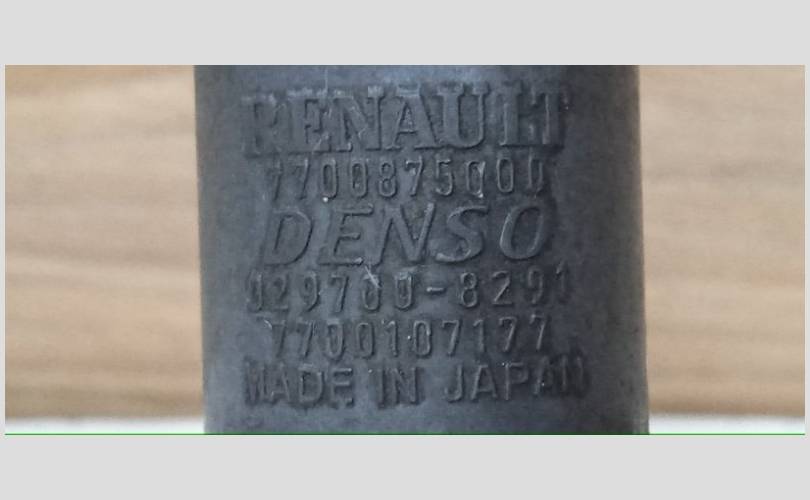 RENAULT
7700875000
DENSO
029700-8291
7700107177
MADE IN JAPAN